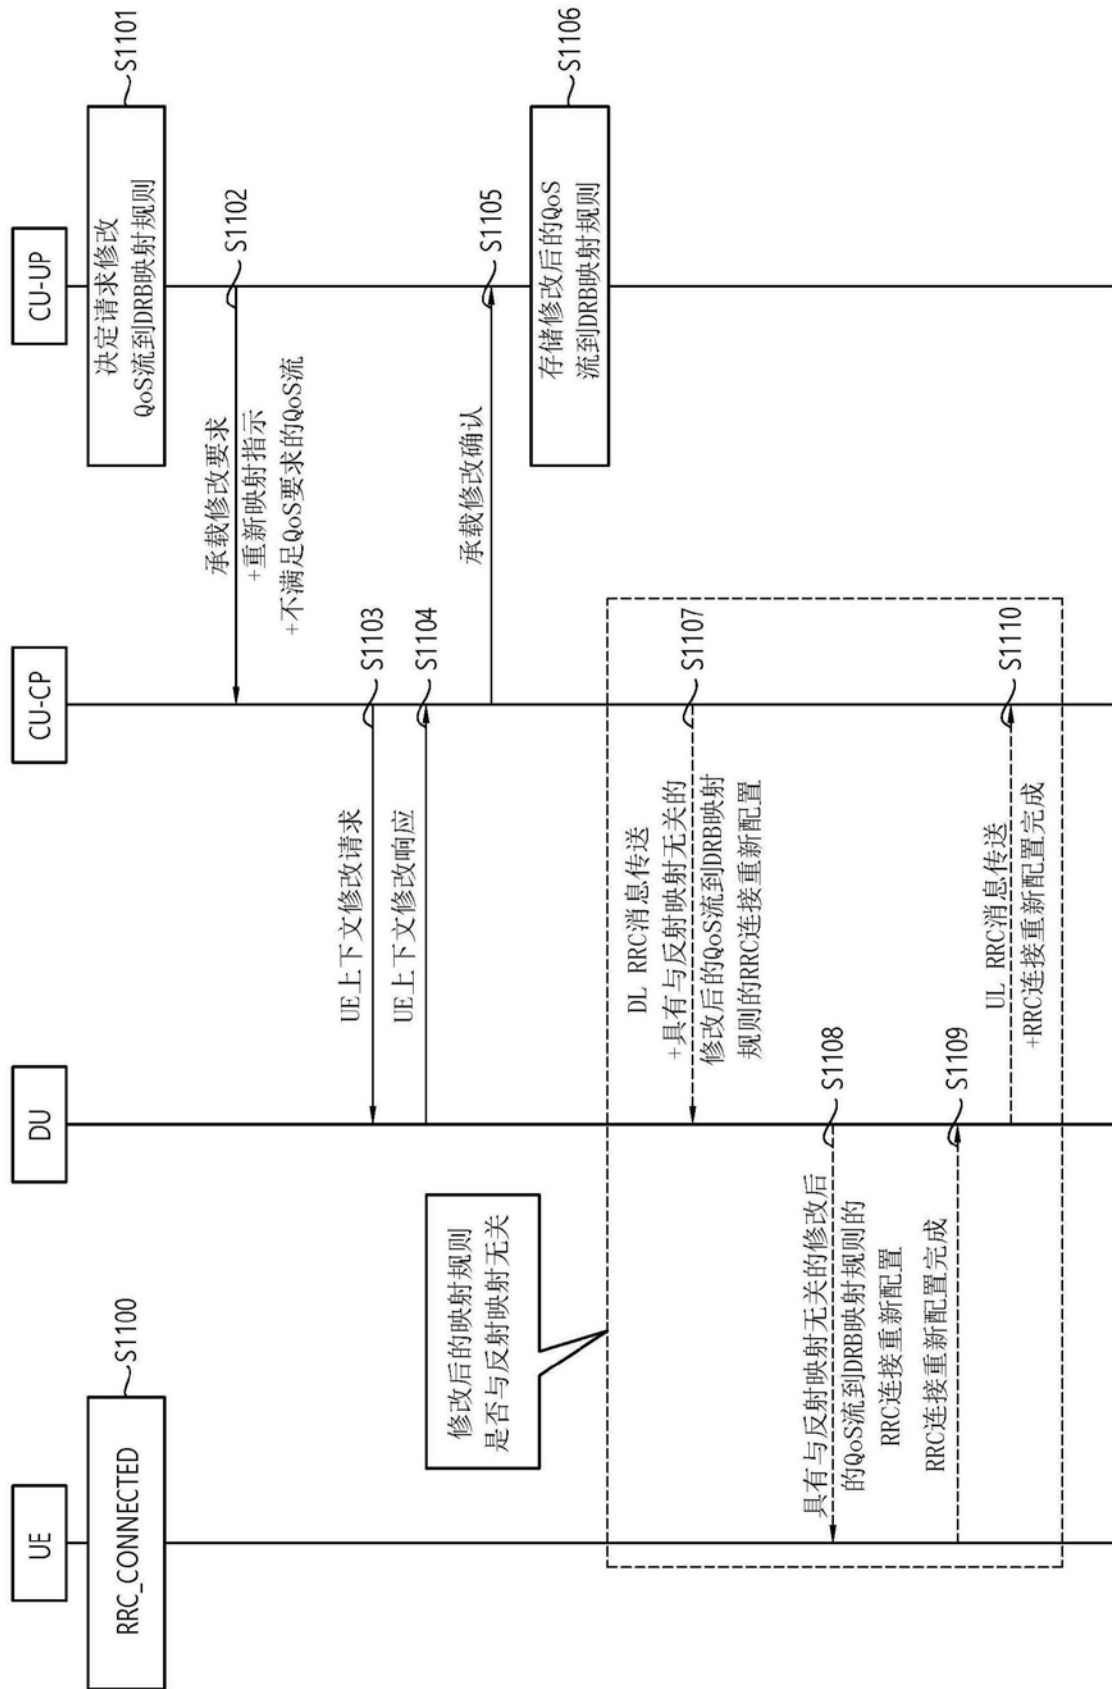 UE
DU
CU-CP
CU-UP
RRC_CONNECTED
S1100
决定请求修改
QoS流到DRB映射规则
S1101
承载修改要求
S1102
+重新映射指示
+不满足QoS要求的QoS流
UE上下文修改请求
S1103
UE上下文修改响应
S1104
承载修改确认
S1105
存储修改后的QoS
流到DRB映射规则
S1106
修改后的映射规则
是否与反射映射无关
DL RRC消息传送
+具有与反射映射无关的
修改后的QoS流到DRB映射
规则的RRC连接重新配置
S1107
具有与反射映射无关的修改后
的QoS流到DRB映射规则的
RRC连接重新配置
S1108
RRC连接重新配置完成
S1109
UL RRC消息传送
+RRC连接重新配置完成
S1110